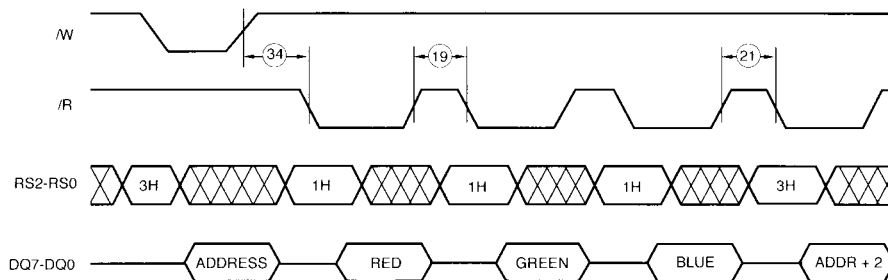 /W
34 19 21
/R
RS2-RS0 3H 1H 1H 1H 3H
DQ7-DQ0 ADDRESS RED GREEN BLUE ADDR + 2